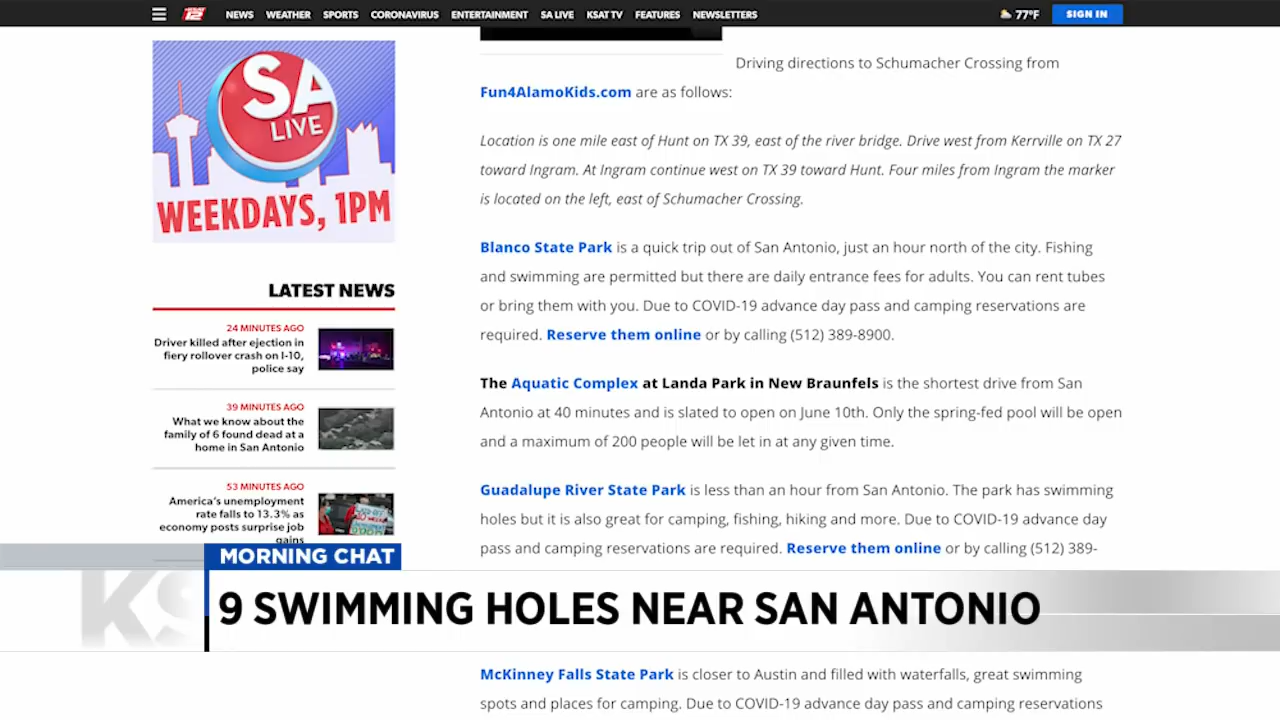 NEWS WEATHER SPORTS CORONAVIRUS ENTERTAINMENT SA LIVE KSAT TV FEATURES NEWSLETTERS 77°F SIGN IN
SA
LIVE
WEEKDAYS, 1PM
LATEST NEWS
24 MINUTES AGO
Driver killed after ejection in
fiery rollover crash on I-10,
police say
39 MINUTES AGO
What we know about the
family of 6 found dead at a
home in San Antonio
53 MINUTES AGO
America's unemployment
rate falls to 13.3% as
economy posts surprise job
gains
Driving directions to Schumacher Crossing from
Fun4AlamoKids.com are as follows:
Location is one mile east of Hunt on TX 39, east of the river bridge. Drive west from Kerrville on TX 27
toward Ingram. At Ingram continue west on TX 39 toward Hunt. Four miles from Ingram the marker
is located on the left, east of Schumacher Crossing.
Blanco State Park is a quick trip out of San Antonio, just an hour north of the city. Fishing
and swimming are permitted but there are daily entrance fees for adults. You can rent tubes
or bring them with you. Due to COVID-19 advance day pass and camping reservations are
required. Reserve them online or by calling (512) 389-8900.
The Aquatic Complex at Landa Park in New Braunfels is the shortest drive from San
Antonio at 40 minutes and is slated to open on June 10th. Only the spring-fed pool will be open
and a maximum of 200 people will be let in at any given time.
Guadalupe River State Park is less than an hour from San Antonio. The park has swimming
holes but it is also great for camping, fishing, hiking and more. Due to COVID-19 advance day
pass and camping reservations are required. Reserve them online or by calling (512) 389-
MORNING CHAT
KS
9 SWIMMING HOLES NEAR SAN ANTONIO
McKinney Falls State Park is closer to Austin and filled with waterfalls, great swimming
spots and places for camping. Due to COVID-19 advance day pass and camping reservations